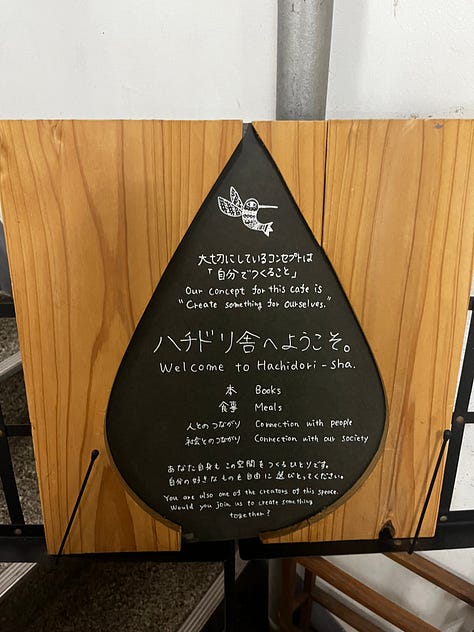 大切にしているコンセプトは
「自分でつくること」
Our concept for this cafe is
"Create something for ourselves."
ハチドリ舎へようこそ。
Welcome to Hachidori-sha.
本 Books
食事 Meals
人とのつながり Connection with people
社会とのつながり Connection with our society
あなた自身もこの空間をつくるひとりです。
自分の好きなものを自由に選びとってください。
You are also one of the creators of this space.
Would you join us to create something
together?